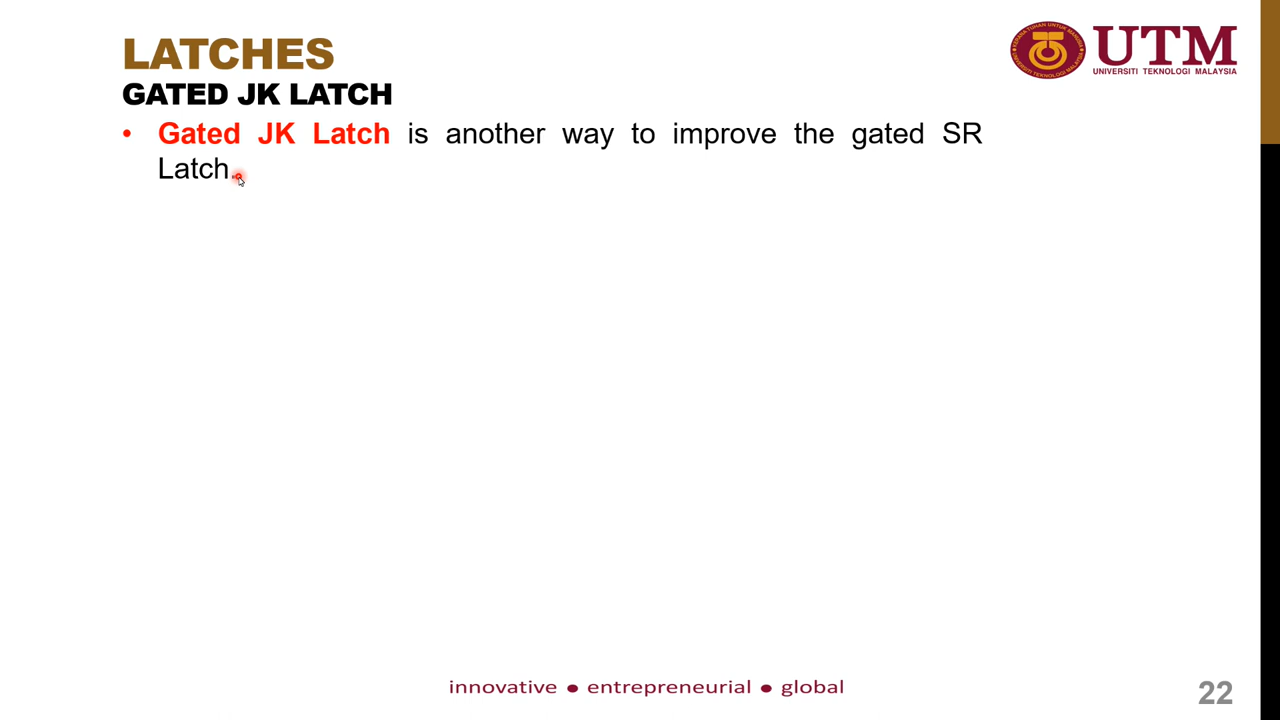 LATCHES
GATED JK LATCH
• Gated JK Latch is another way to improve the gated SR
Latch.
UTM
UNIVERSITI TEKNOLOGI MALAYSIA
innovative ● entrepreneurial ● global
22